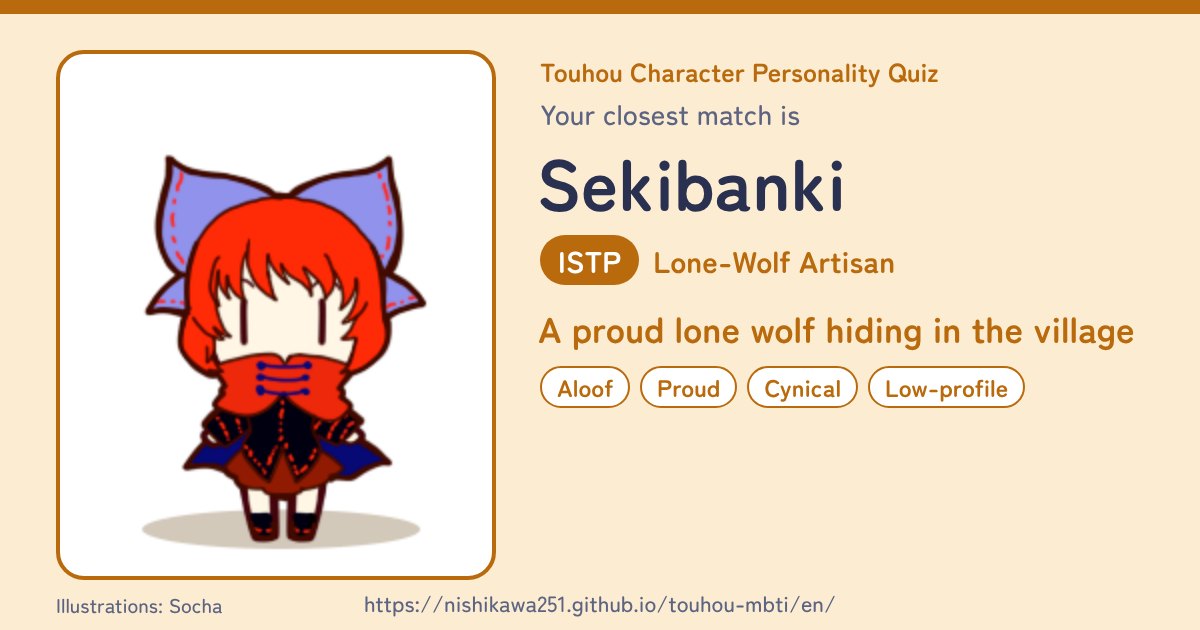 Touhou Character Personality Quiz
Your closest match is
Sekibanki
ISTP Lone-Wolf Artisan
A proud lone wolf hiding in the village
Aloof Proud Cynical Low-profile
Illustrations: Socha https://nishikawa251.github.io/touhou-mbti/en/